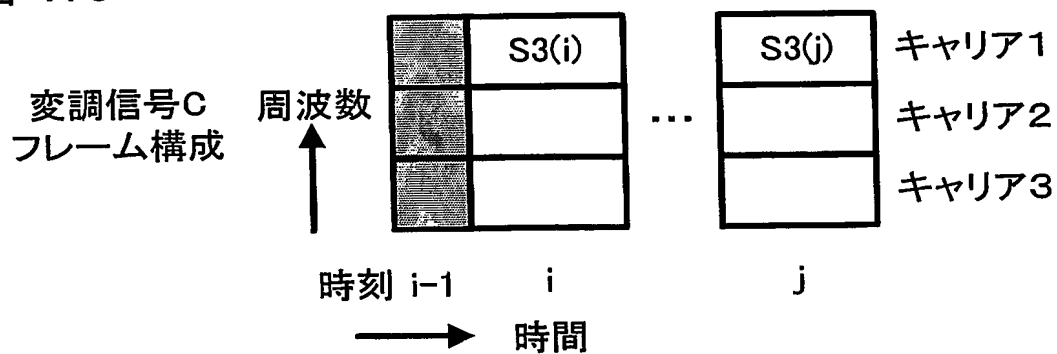 S3(i) S3(j) キャリア1
変調信号C 周波数 … キャリア2
フレーム構成 キャリア3
時刻 i-1 i j
時間